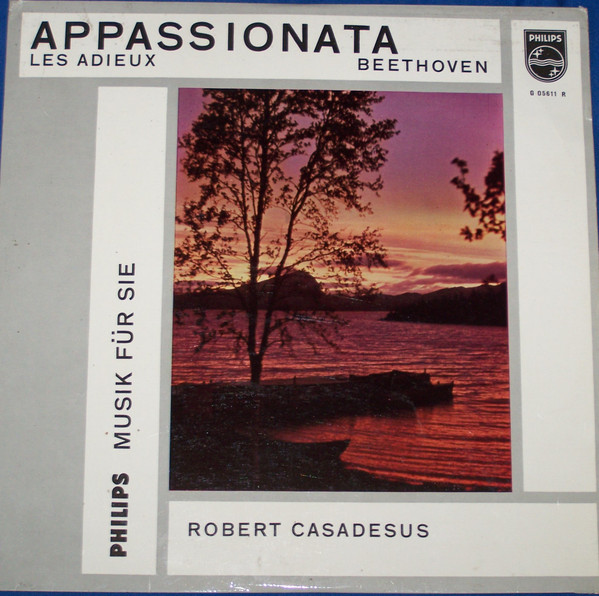 APPASSIONATA
LES ADIEUX
BEETHOVEN
PHILIPS
G 05611 R
PHILIPS MUSIK FÜR SIE
ROBERT CASADESUS